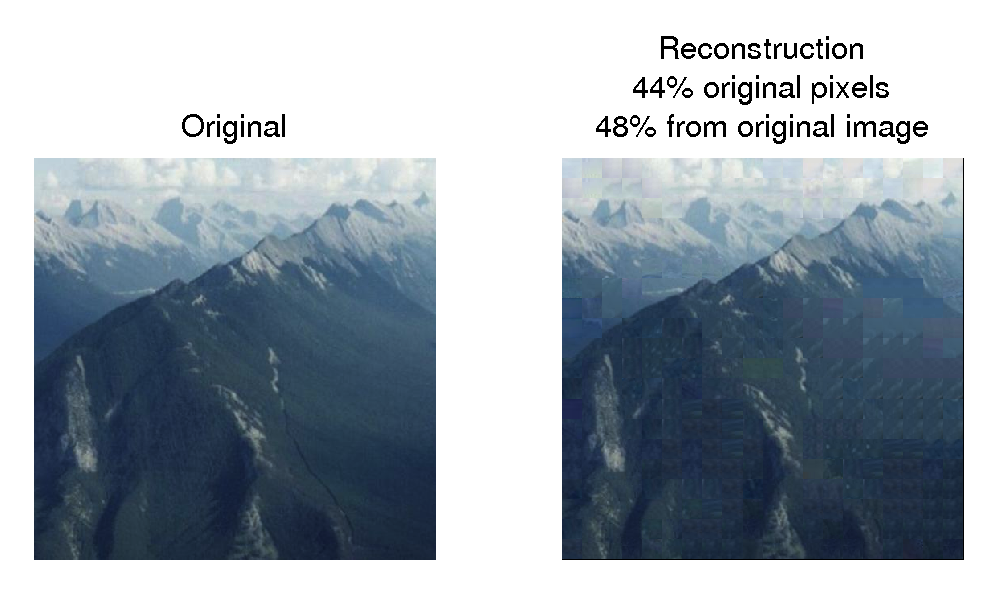 Original
Reconstruction
44% original pixels
48% from original image